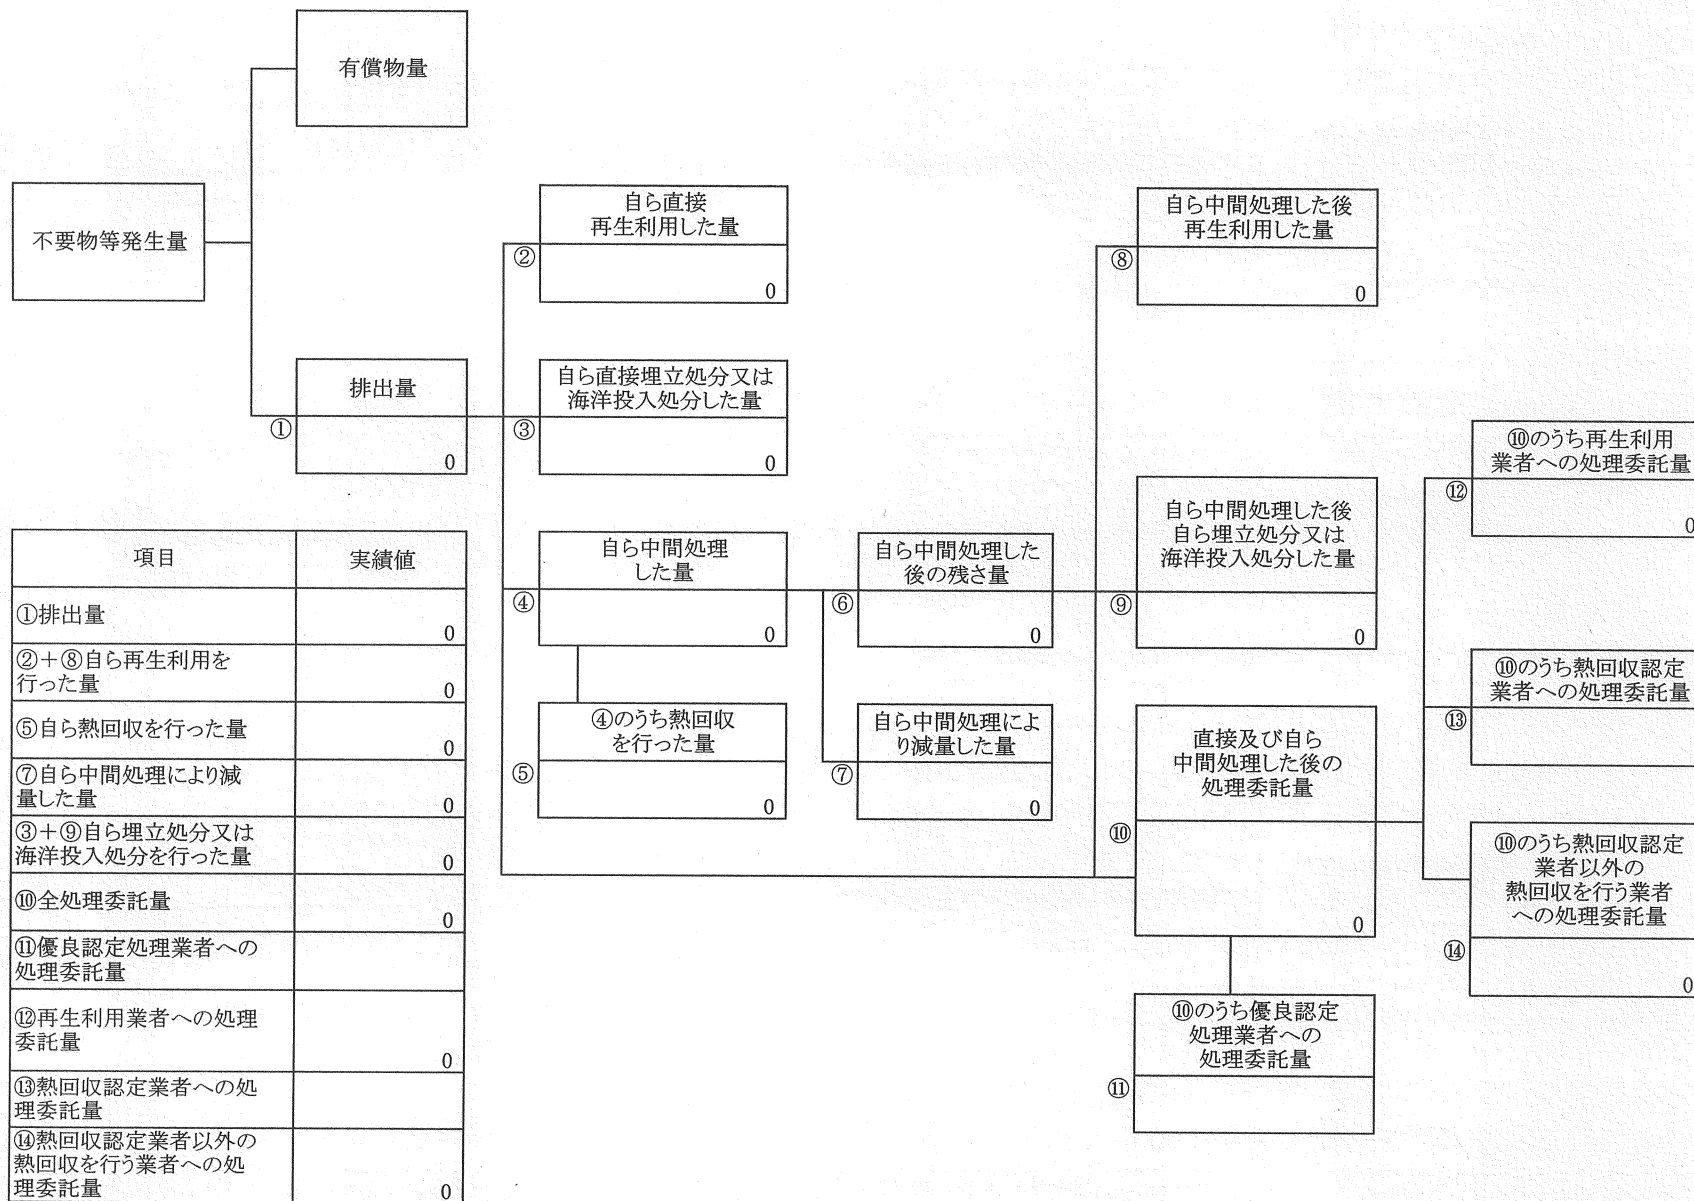 有償物量
不要物等発生量
排出量
①
0
自ら直接
再生利用した量
②
0
自ら直接埋立処分又は
海洋投入処分した量
③
0
自ら中間処理
した量
④
0
④のうち熱回収
を行った量
⑤
0
自ら中間処理した
後の残さ量
⑥
0
自ら中間処理によ
り減量した量
⑦
0
自ら中間処理した後
再生利用した量
⑧
0
自ら中間処理した後
自ら埋立処分又は
海洋投入処分した量
⑨
0
直接及び自ら
中間処理した後の
処理委託量
⑩
0
⑩のうち優良認定
処理業者への
処理委託量
⑪
⑩のうち再生利用
業者への処理委託量
⑫
0
⑩のうち熱回収認定
業者への処理委託量
⑬
⑩のうち熱回収認定
業者以外の
熱回収を行う業者
への処理委託量
⑭
0
項目 実績値
①排出量
0
②+⑧自ら再生利用を
行った量
0
⑤自ら熱回収を行った量
0
⑦自ら中間処理により減
量した量
0
③+⑨自ら埋立処分又は
海洋投入処分を行った量
0
⑩全処理委託量
0
⑪優良認定処理業者への
処理委託量
⑫再生利用業者への処理
委託量
0
⑬熱回収認定業者への処
理委託量
⑭熱回収認定業者以外の
熱回収を行う業者への処
理委託量
0